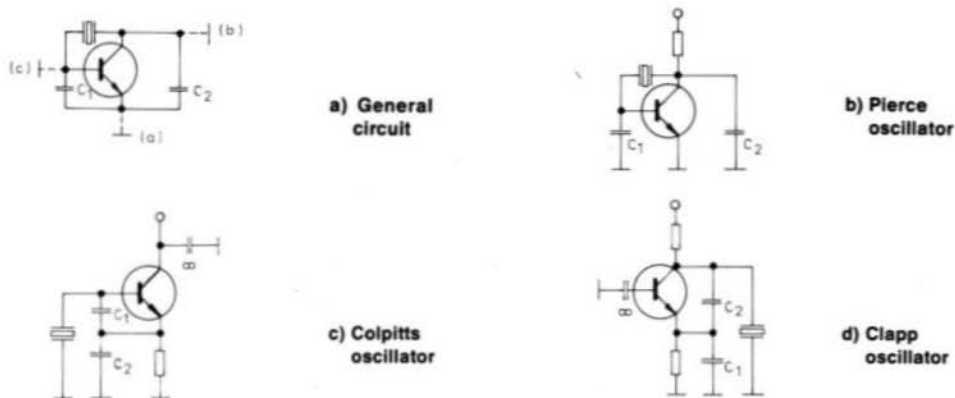 (b)
(c)
C1
C2
(a)
a) General
circuit
C1
C2
b) Pierce
oscillator
∞
C1
C2
c) Colpitts
oscillator
∞
C2
C1
d) Clapp
oscillator